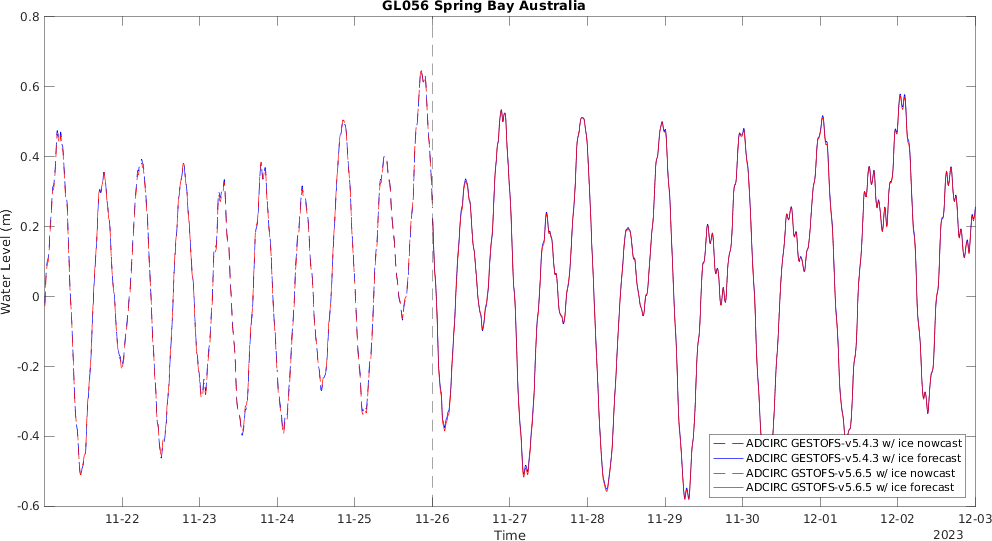 GL056 Spring Bay Australia
0.8
0.6
0.4
0.2
0
-0.2
-0.4
-0.6
Water Level (m)
11-22 11-23 11-24 11-25 11-26 11-27 11-28 11-29 11-30 12-01 12-02 12-03
Time
2023
ADCIRC GESTOFS-v5.4.3 w/ ice nowcast
ADCIRC GESTOFS-v5.4.3 w/ ice forecast
ADCIRC GSTOFS-v5.6.5 w/ ice nowcast
ADCIRC GSTOFS-v5.6.5 w/ ice forecast